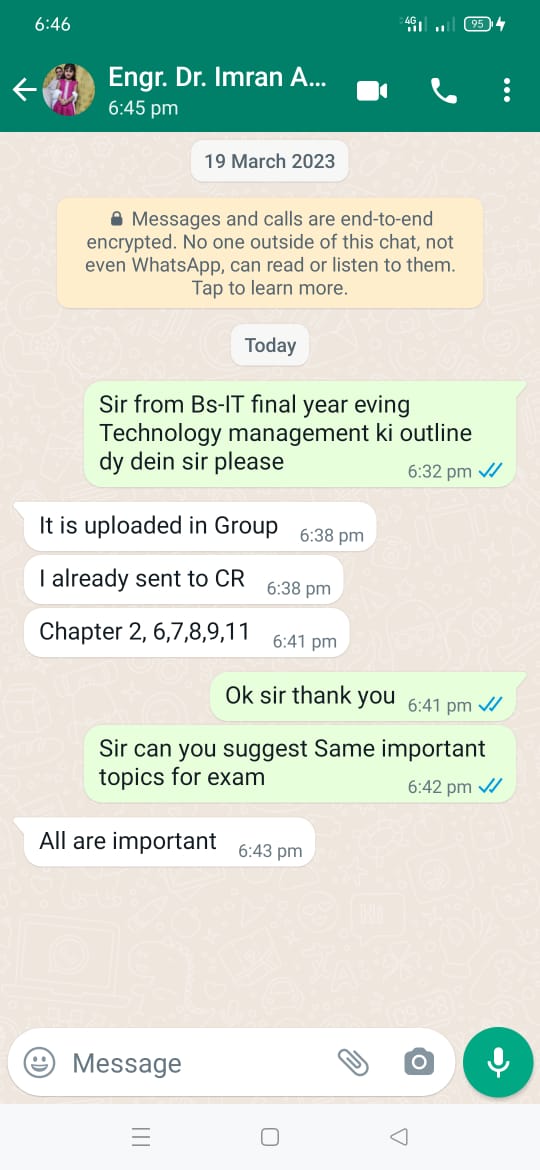 6:46
4G
95
Engr. Dr. Imran A...
6:45 pm
19 March 2023
Messages and calls are end-to-end
encrypted. No one outside of this chat, not
even WhatsApp, can read or listen to them.
Tap to learn more.
Today
Sir from Bs-IT final year eving
Technology management ki outline
dy dein sir please
6:32 pm
It is uploaded in Group
6:38 pm
I already sent to CR
6:38 pm
Chapter 2, 6,7,8,9,11
6:41 pm
Ok sir thank you
6:41 pm
Sir can you suggest Same important
topics for exam
6:42 pm
All are important
6:43 pm
Message